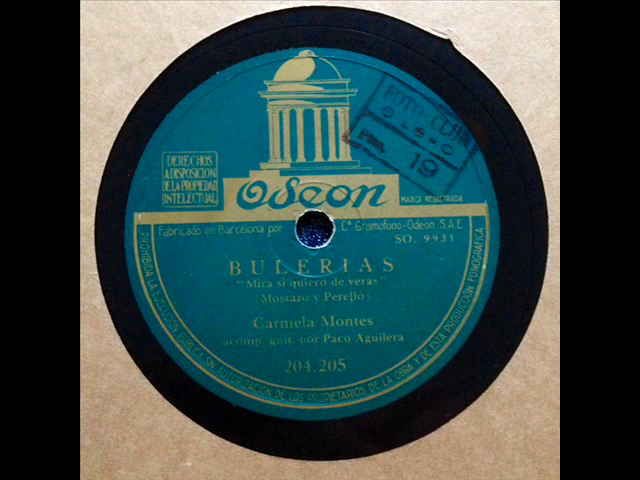 DERECHOS
A DISPOSICION
DE LA PROPIEDAD
INTELECTUAL
19
Odeon
MARCA REGISTRADA
Fabricado en Barcelona por Cª Gramofono-Odeon S.A.E
SO. 9931
BULERIAS
"Mira si quiero de veras"
(Mostazo y Perelló)
Carmela Montes
acomp. guit. por Paco Aguilera
204.205
PROHIBIDA LA EJECUCION PUBLICA SIN AUTORIZACION DE LOS PROPIETARIOS DE LA OBRA Y DE ESTA PRODUCCION FONOGRAFICA